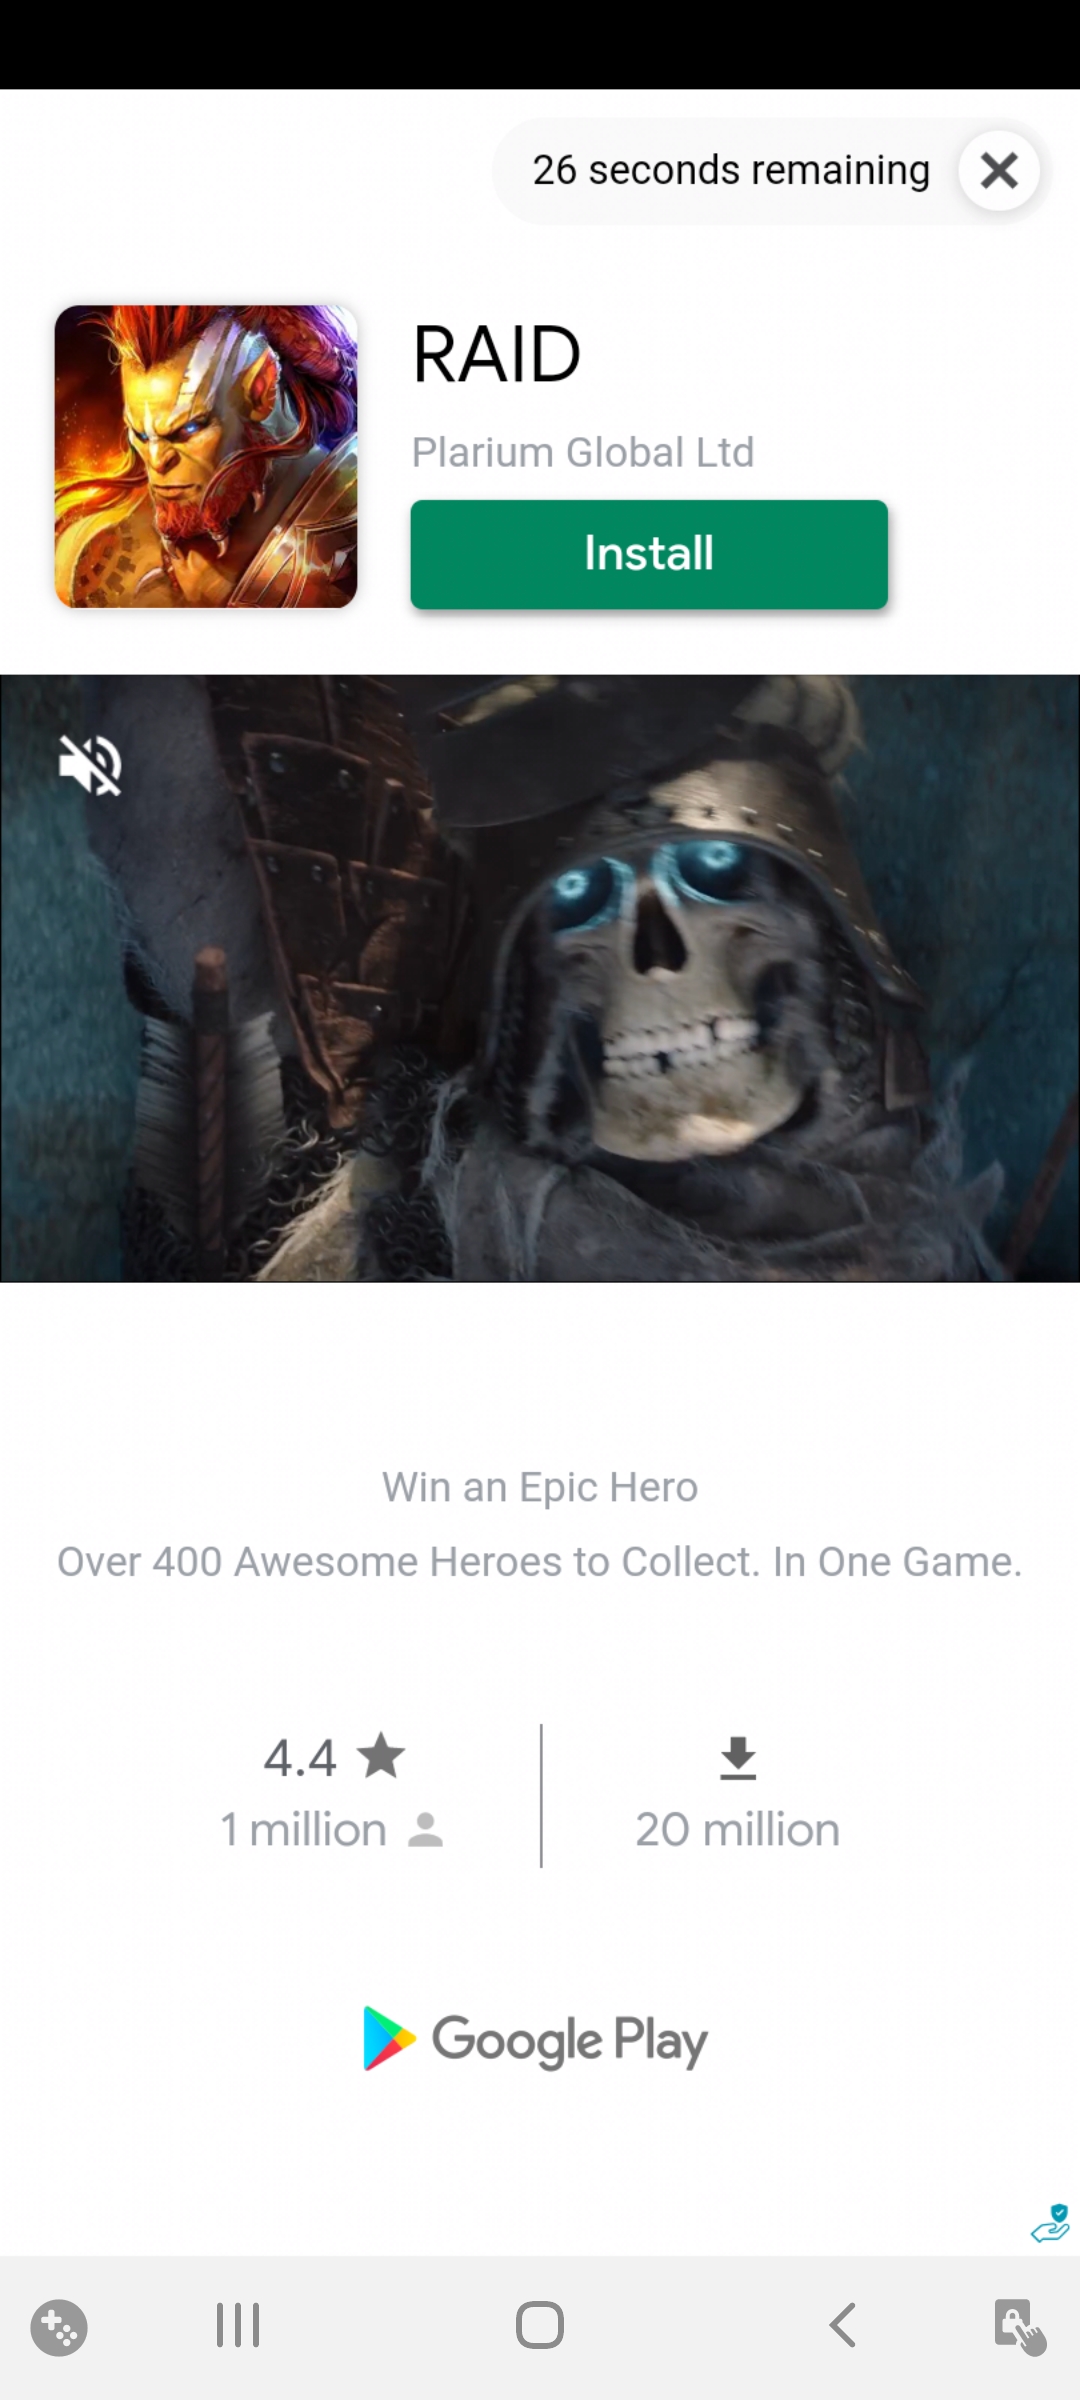 26 seconds remaining
RAID
Plarium Global Ltd
Install
Win an Epic Hero
Over 400 Awesome Heroes to Collect. In One Game.
4.4
1 million
20 million
Google Play